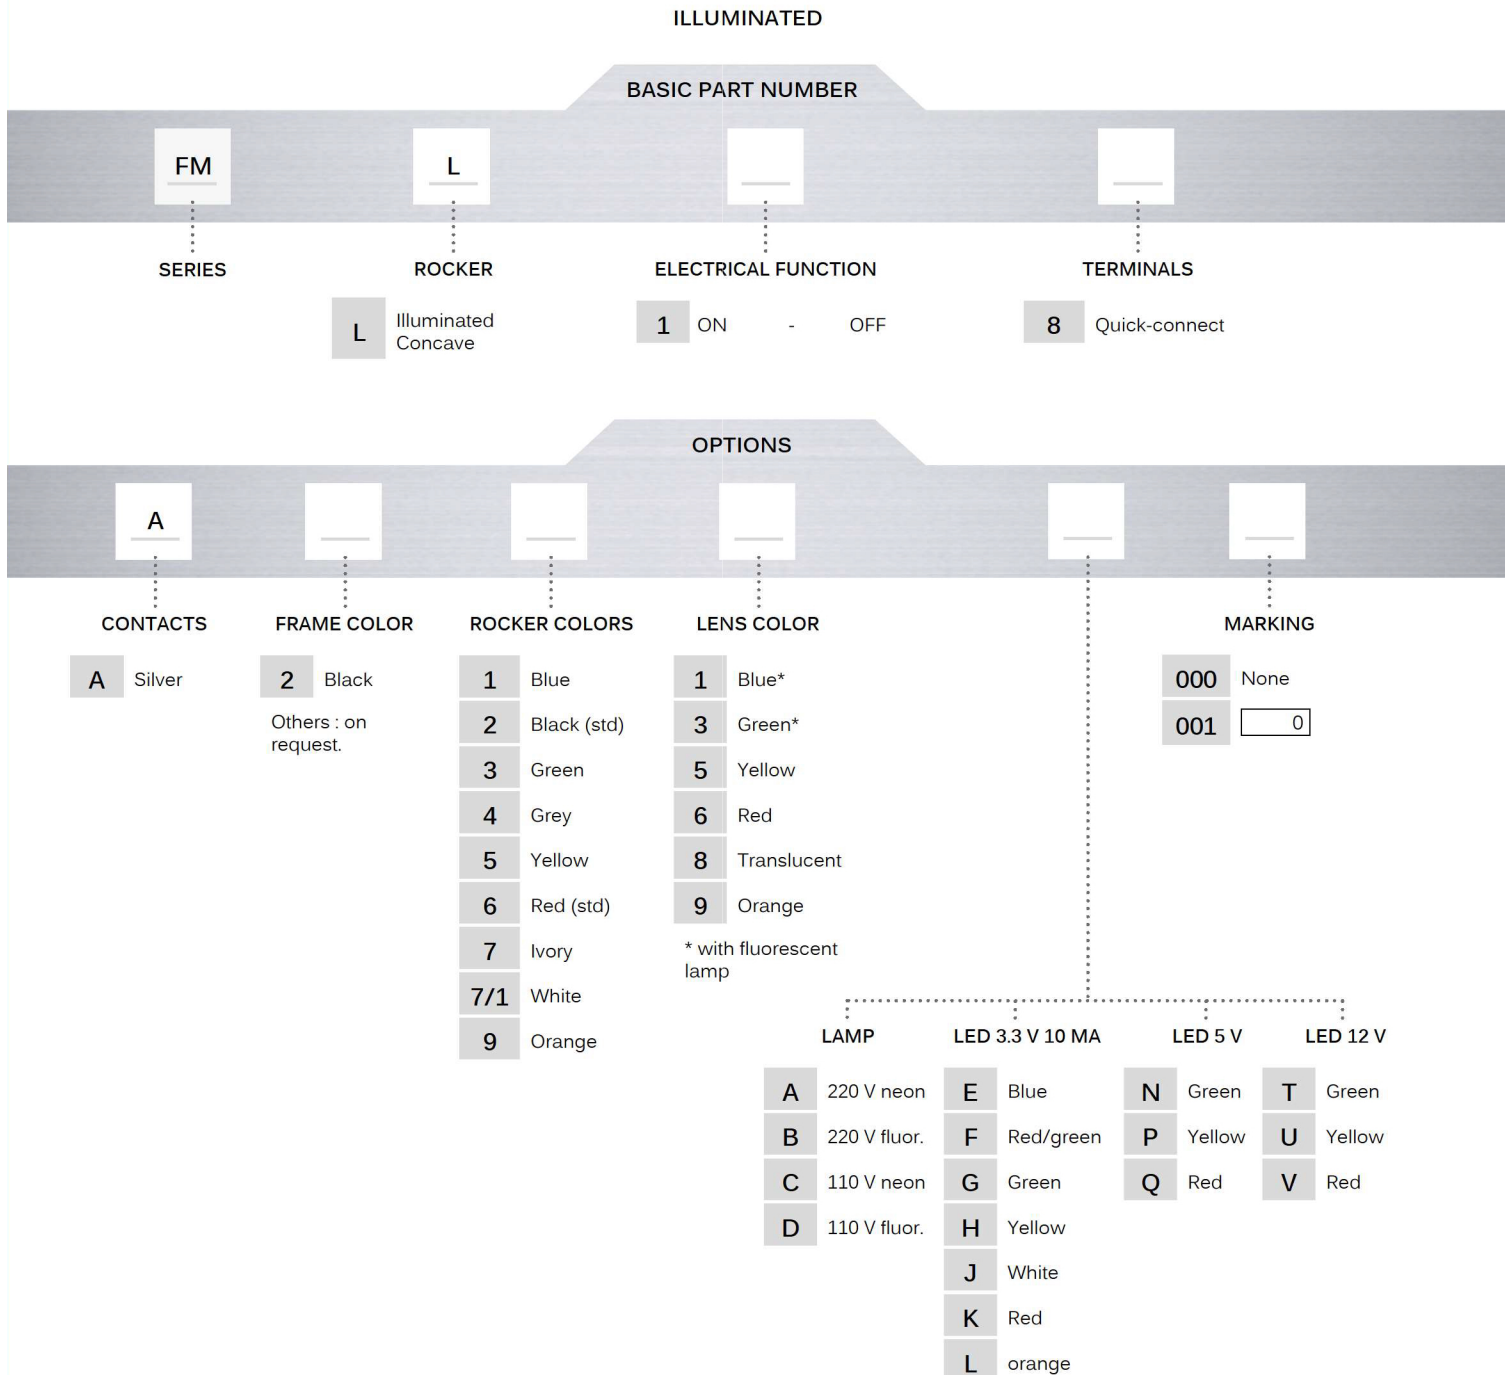 ILLUMINATED
BASIC PART NUMBER
FM L
SERIES ROCKER ELECTRICAL FUNCTION TERMINALS
L Illuminated
Concave
1 ON - OFF
8 Quick-connect
OPTIONS
A
CONTACTS FRAME COLOR ROCKER COLORS LENS COLOR MARKING
A Silver
2 Black
Others : on
request.
1 Blue
2 Black (std)
3 Green
4 Grey
5 Yellow
6 Red (std)
7 Ivory
7/1 White
9 Orange
1 Blue*
3 Green*
5 Yellow
6 Red
8 Translucent
9 Orange
* with fluorescent
lamp
000 None
001 0
LAMP LED 3.3 V 10 MA LED 5 V LED 12 V
A 220 V neon
B 220 V fluor.
C 110 V neon
D 110 V fluor.
E Blue
F Red/green
G Green
H Yellow
J White
K Red
L orange
N Green
P Yellow
Q Red
T Green
U Yellow
V Red